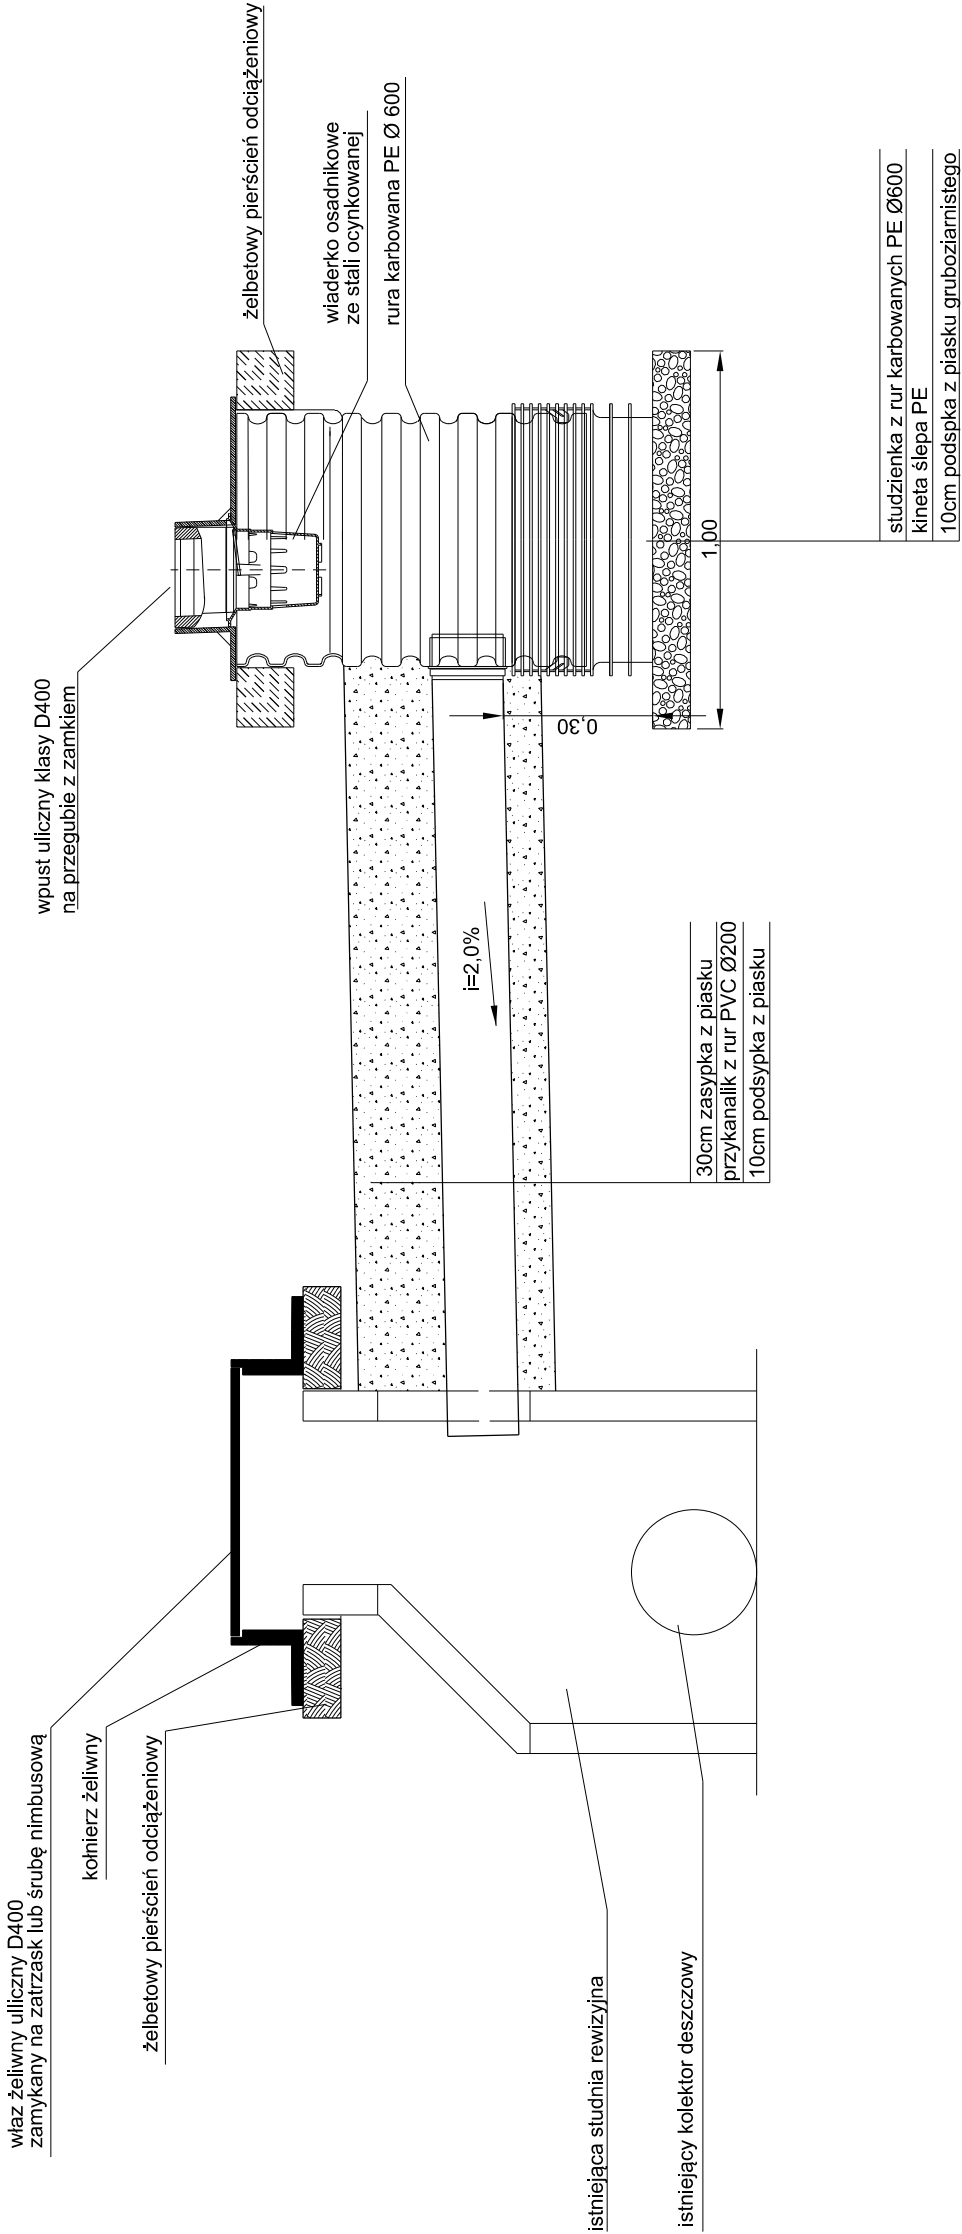 właz żeliwny ulliczny D400
zamykany na zatrzask lub śrubę nimbusową
kołnierz żeliwny
żelbetowy pierścień odciążeniowy
istniejąca studnia rewizyjna
istniejący kolektor deszczowy
wpust uliczny klasy D400
na przegubie z zamkiem
i=2,0%
30cm zasypka z piasku
przykanalik z rur PVC Ø200
10cm podsypka z piasku
żelbetowy pierścień odciążeniowy
wiaderko osadnikowe
ze stali ocynkowanej
rura karbowana PE Ø 600
0,30
1,00
studzienka z rur karbowanych PE Ø600
kineta ślepa PE
10cm podspka z piasku gruboziarnistego